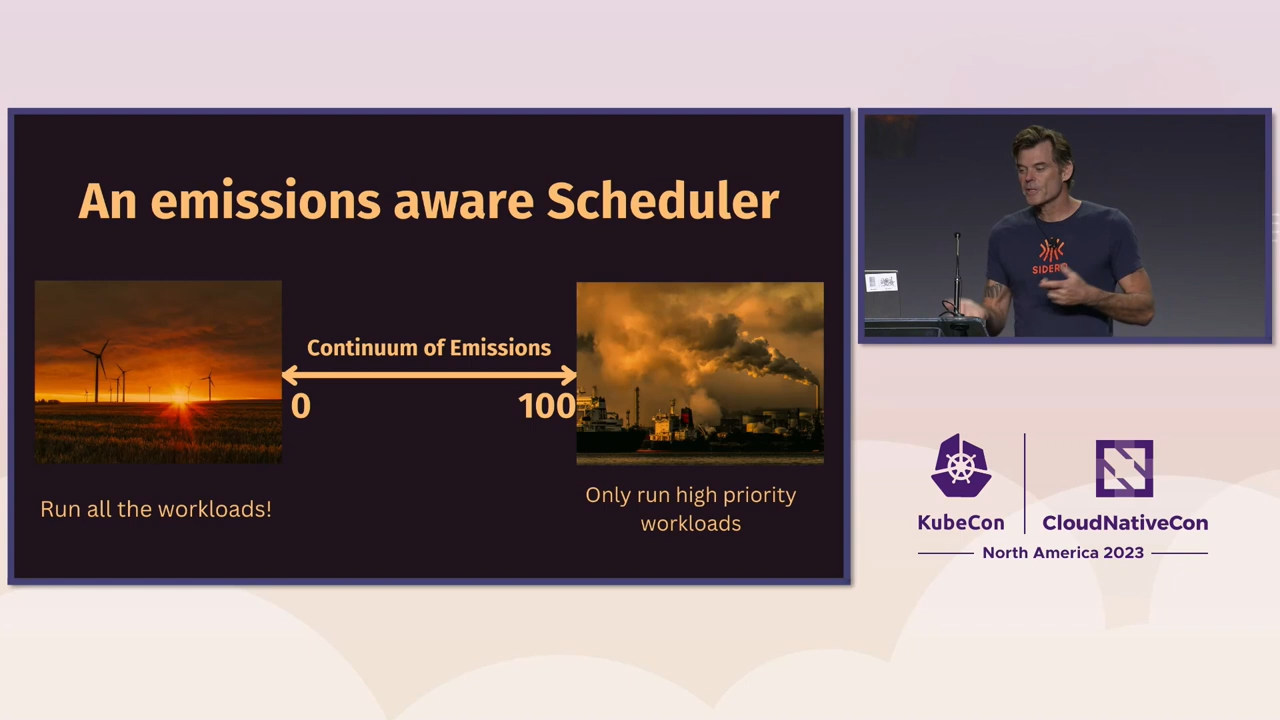 An emissions aware Scheduler
Continuum of Emissions
0
100
Run all the workloads!
Only run high priority
workloads
SIDERO
KubeCon
CloudNativeCon
North America 2023